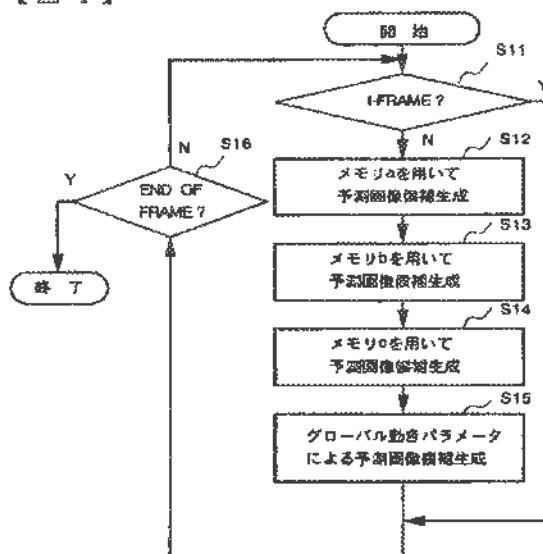 開 始
S11
I-FRAME?
Y
N
S12
メモリaを用いて
予測画像候補生成
S13
メモリbを用いて
予測画像候補生成
S14
メモリcを用いて
予測画像候補生成
S15
グローバル動きパラメータ
による予測画像候補生成
S16
N
Y
END OF
FRAME?
終 了